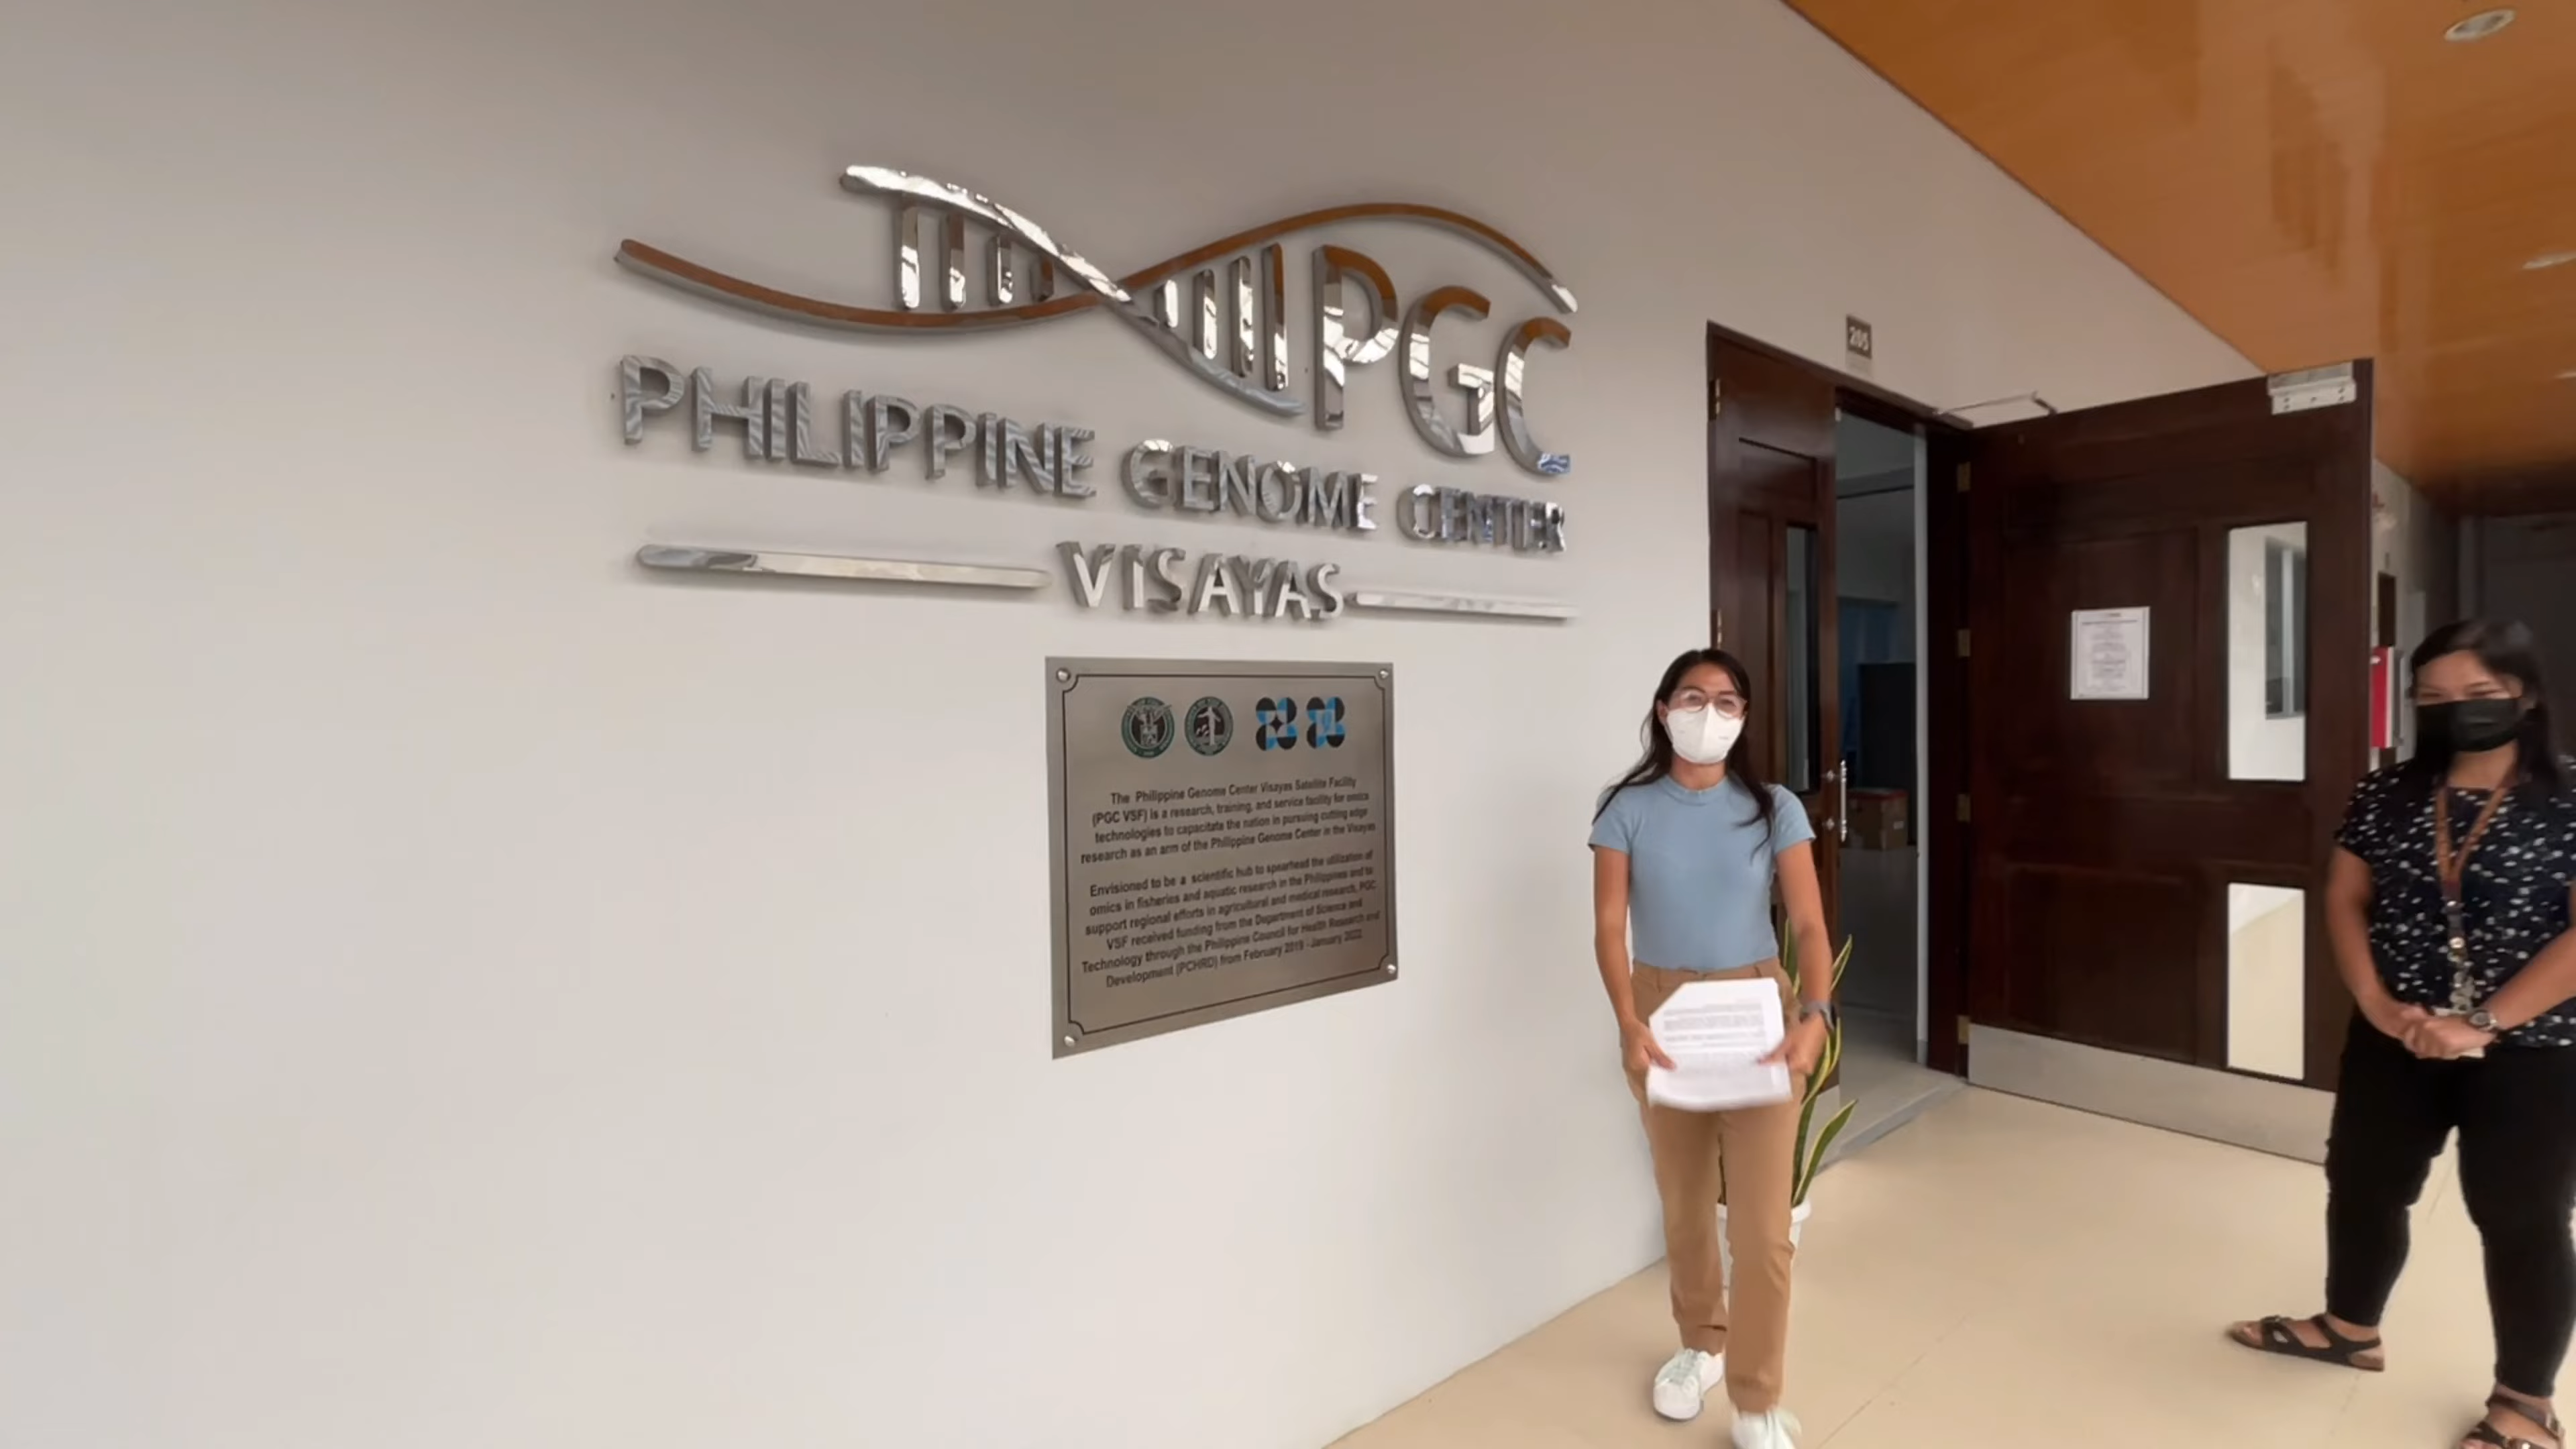 PGC
PHILIPPINE GENOME CENTER
VISAYAS
205
The Philippine Genome Center Visayas Satellite Facility
(PGC VSF) is a research, training, and service facility for omics
technologies to capacitate the nation in pursuing cutting edge
research as an arm of the Philippine Genome Center in the Visayas
Envisioned to be a scientific hub to spearhead the utilization of
omics in fisheries and aquatic research in the Philippines and to
support regional efforts in agricultural and medical research, PGC
VSF received funding from the Department of Science and
Technology through the Philippine Council for Health Research and
Development (PCHRD) from February 2019 - January 2022